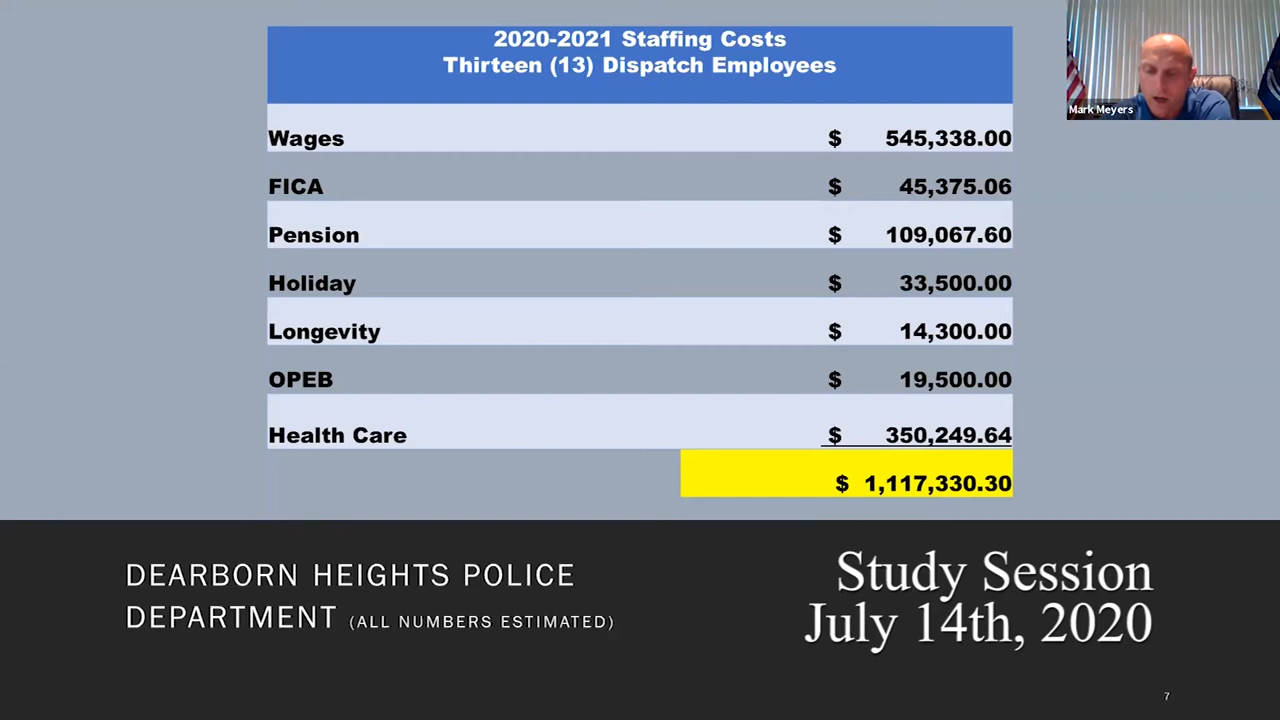 2020-2021 Staffing Costs
Thirteen (13) Dispatch Employees
Mark Meyers
Wages $ 545,338.00
FICA $ 45,375.06
Pension $ 109,067.60
Holiday $ 33,500.00
Longevity $ 14,300.00
OPEB $ 19,500.00
Health Care $ 350,249.64
$ 1,117,330.30
DEARBORN HEIGHTS POLICE
DEPARTMENT (ALL NUMBERS ESTIMATED)
Study Session
July 14th, 2020
7